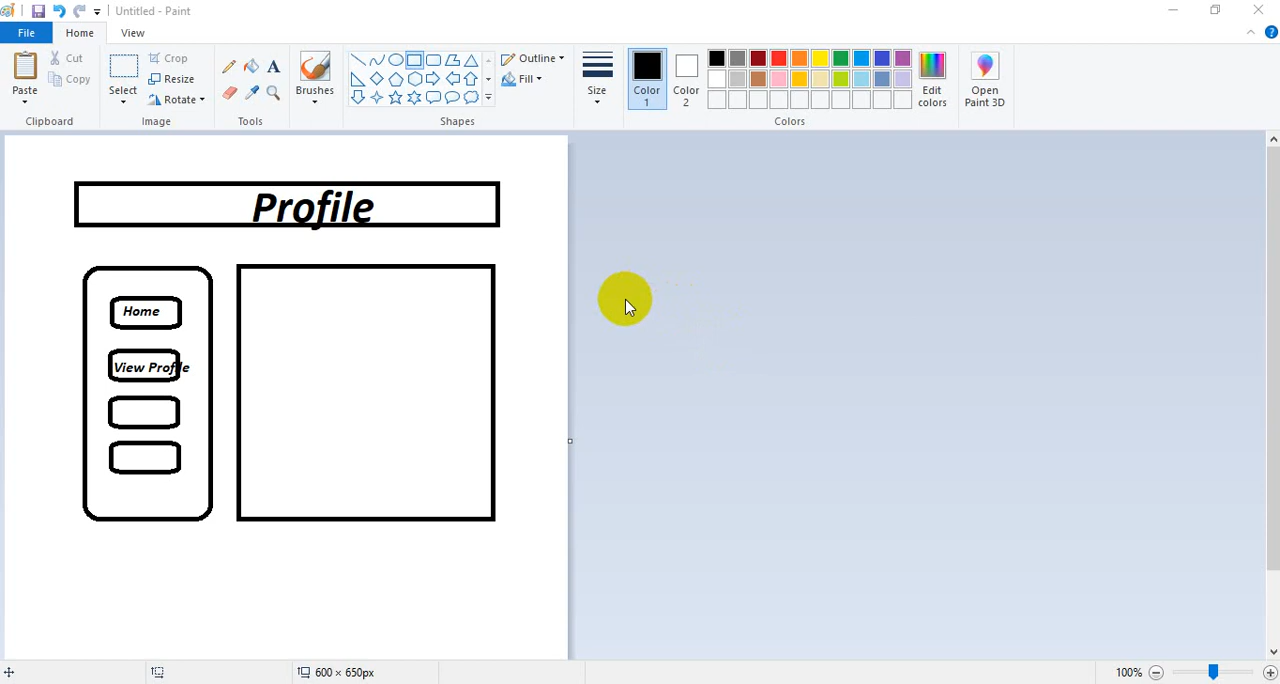 Untitled - Paint
File Home View
Paste
Cut
Copy
Clipboard
Select
Crop
Resize
Rotate
Image
A
Tools
Brushes
Outline
Fill
Shapes
Size
Color 1
Color 2
Edit colors
Colors
Open Paint 3D
Profile
Home
View Profile
600 × 650px
100%